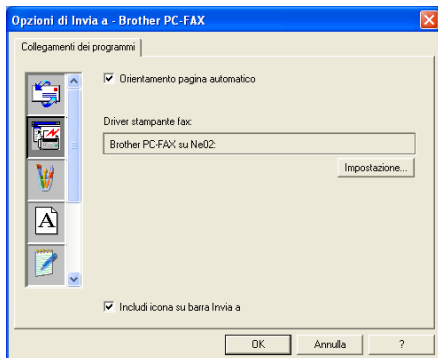 Opzioni di Invia a - Brother PC-FAX
Collegamenti dei programmi
Orientamento pagina automatico
Driver stampante fax:
Brother PC-FAX su Ne02:
Impostazione...
A
Includi icona su barra Invia a
OK Annulla ?